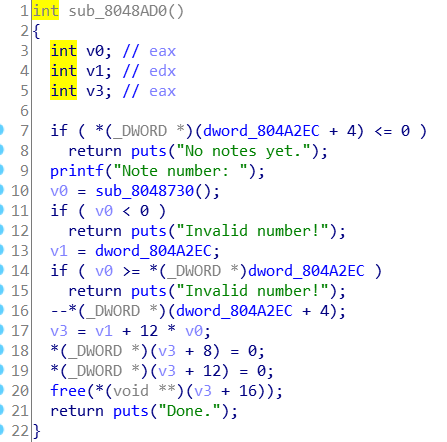 1 int sub_8048AD0()
2 {
3 int v0; // eax
4 int v1; // edx
5 int v3; // eax
6
7 if ( *(_DWORD *)(dword_804A2EC + 4) <= 0 )
8 return puts("No notes yet.");
9 printf("Note number: ");
10 v0 = sub_8048730();
11 if ( v0 < 0 )
12 return puts("Invalid number!");
13 v1 = dword_804A2EC;
14 if ( v0 >= *(_DWORD *)dword_804A2EC )
15 return puts("Invalid number!");
16 --*(_DWORD *)(dword_804A2EC + 4);
17 v3 = v1 + 12 * v0;
18 *(_DWORD *)(v3 + 8) = 0;
19 *(_DWORD *)(v3 + 12) = 0;
20 free(*(void **)(v3 + 16));
21 return puts("Done.");
22 }